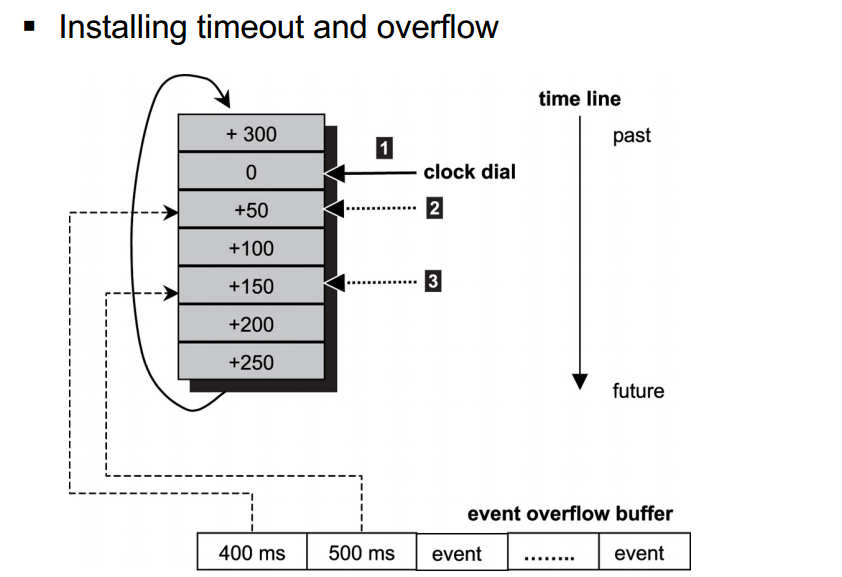 ▪ Installing timeout and overflow
time line
past
+ 300
1
0
clock dial
+50
2
+100
+150
3
+200
+250
future
event overflow buffer
400 ms
500 ms
event
........
event